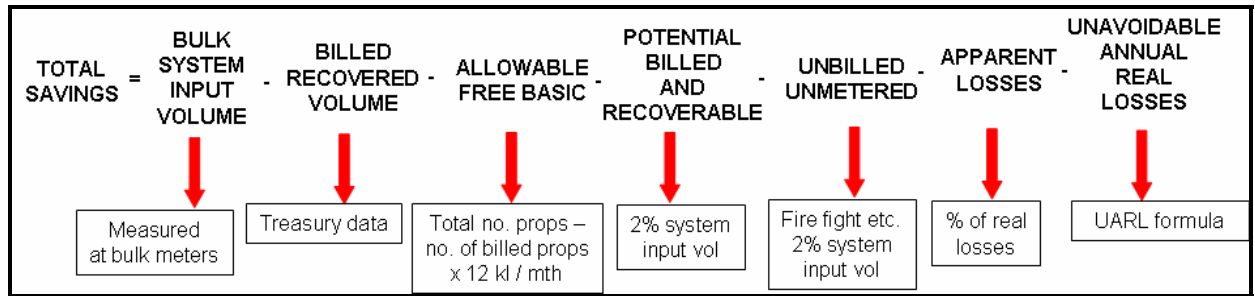 TOTAL SAVINGS = BULK SYSTEM INPUT VOLUME - BILLED RECOVERED VOLUME - ALLOWABLE FREE BASIC - POTENTIAL BILLED AND RECOVERABLE - UNBILLED UNMETERED - APPARENT LOSSES - UNAVOIDABLE ANNUAL REAL LOSSES
Measured
at bulk meters
Treasury data
Total no. props –
no. of billed props
x 12 kl / mth
2% system
input vol
Fire fight etc.
2% system
input vol
% of real
losses
UARL formula